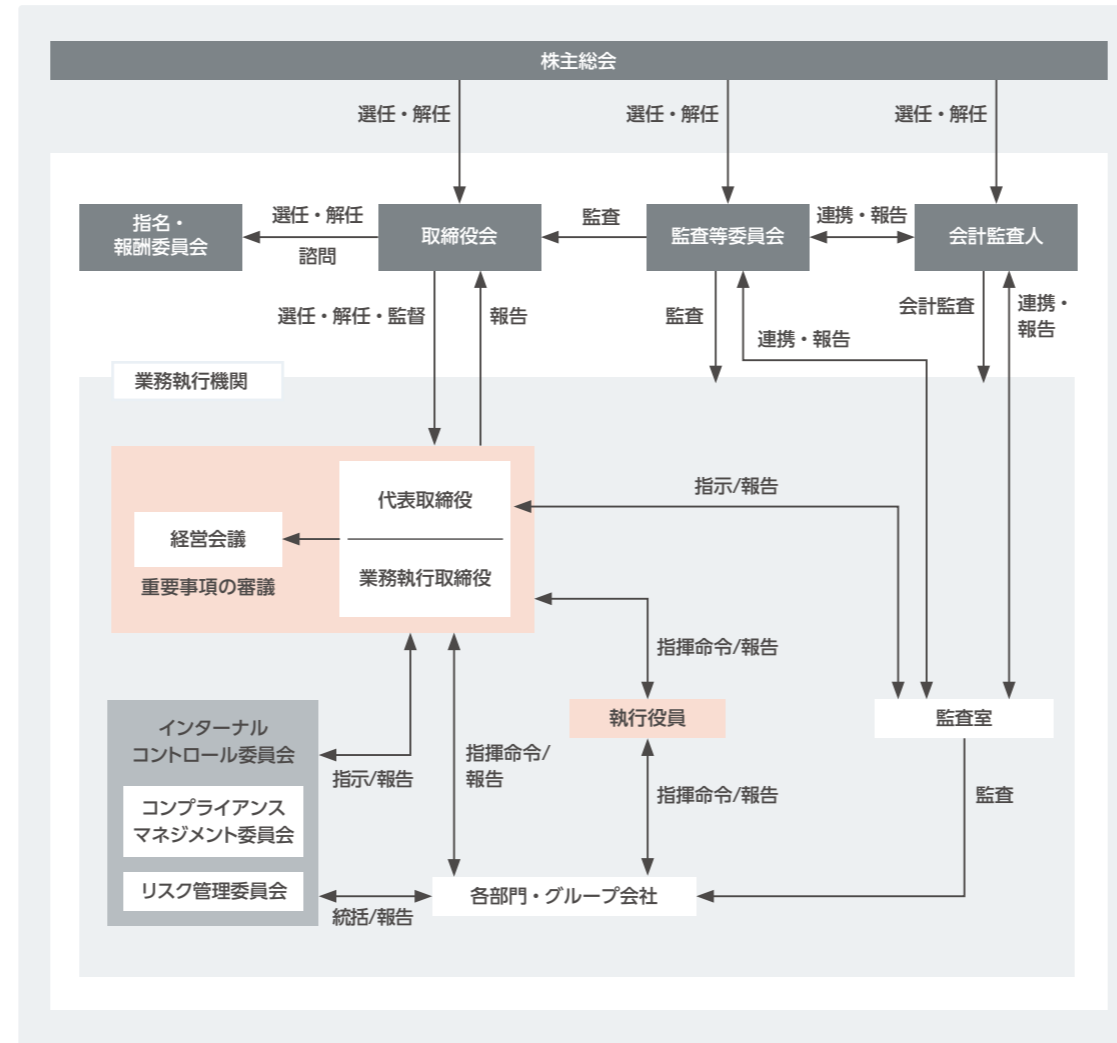 株主総会
選任・解任
選任・解任
選任・解任
指名・
報酬委員会
選任・解任
諮問
取締役会
監査
監査等委員会
連携・報告
会計監査人
選任・解任・監督
報告
監査
連携・報告
会計監査
連携・
報告
業務執行機関
代表取締役
業務執行取締役
経営会議
重要事項の審議
指示/報告
指揮命令/報告
執行役員
監査室
インターナル
コントロール委員会
指示/報告
指揮命令/
報告
指揮命令/報告
監査
コンプライアンス
マネジメント委員会
リスク管理委員会
統括/報告
各部門・グループ会社